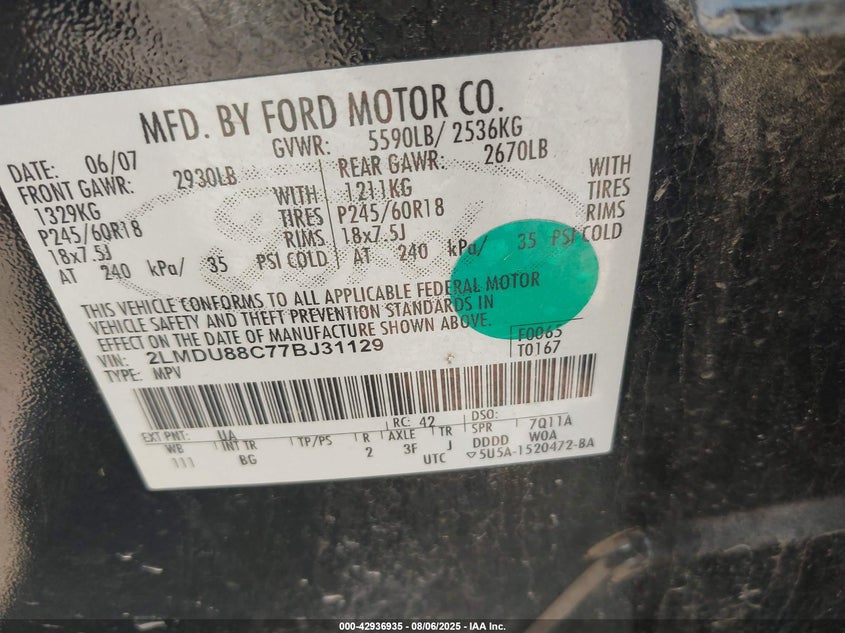 MFD. BY FORD MOTOR CO.
DATE: 06/07 GVWR: 5590LB/ 2536KG
FRONT GAWR: 2930LB REAR GAWR: 2670LB
1329KG WITH 1211KG WITH
P245/60R18 TIRES P245/60R18 TIRES
18x7.5J RIMS 18x7.5J RIMS
AT 240 kPa/ 35 PSI COLD AT 240 kPa/ 35 PSI COLD
THIS VEHICLE CONFORMS TO ALL APPLICABLE FEDERAL MOTOR
VEHICLE SAFETY AND THEFT PREVENTION STANDARDS IN
EFFECT ON THE DATE OF MANUFACTURE SHOWN ABOVE.
VIN: 2LMDU88C77BJ31129 F0065
TYPE: MPV T0167
EXT PNT: UA RC: 42 DSO: 7Q11A
WB INT TR TP/PS R AXLE TR SPR WOA
111 BG 2 3F J DDDD
UTC ▽5U5A-1520472-BA
000-42936935 - 08/06/2025 - IAA Inc.